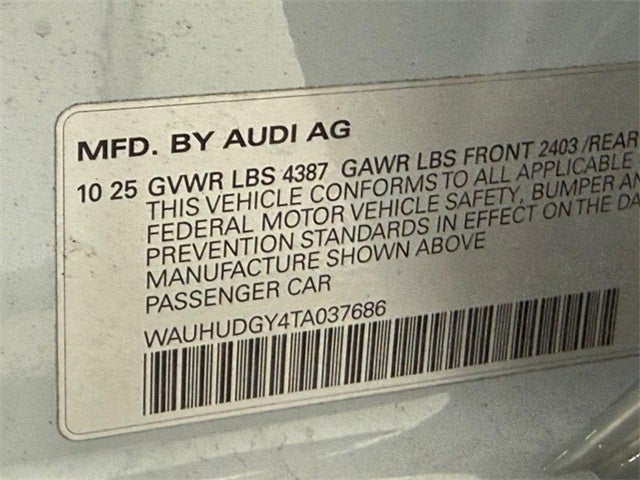 MFD. BY AUDI AG
10 25 GVWR LBS 4387 GAWR LBS FRONT 2403 /REAR
THIS VEHICLE CONFORMS TO ALL APPLICABLE
FEDERAL MOTOR VEHICLE SAFETY, BUMPER AN
PREVENTION STANDARDS IN EFFECT ON THE DA
MANUFACTURE SHOWN ABOVE
PASSENGER CAR
WAUHUDGY4TA037686